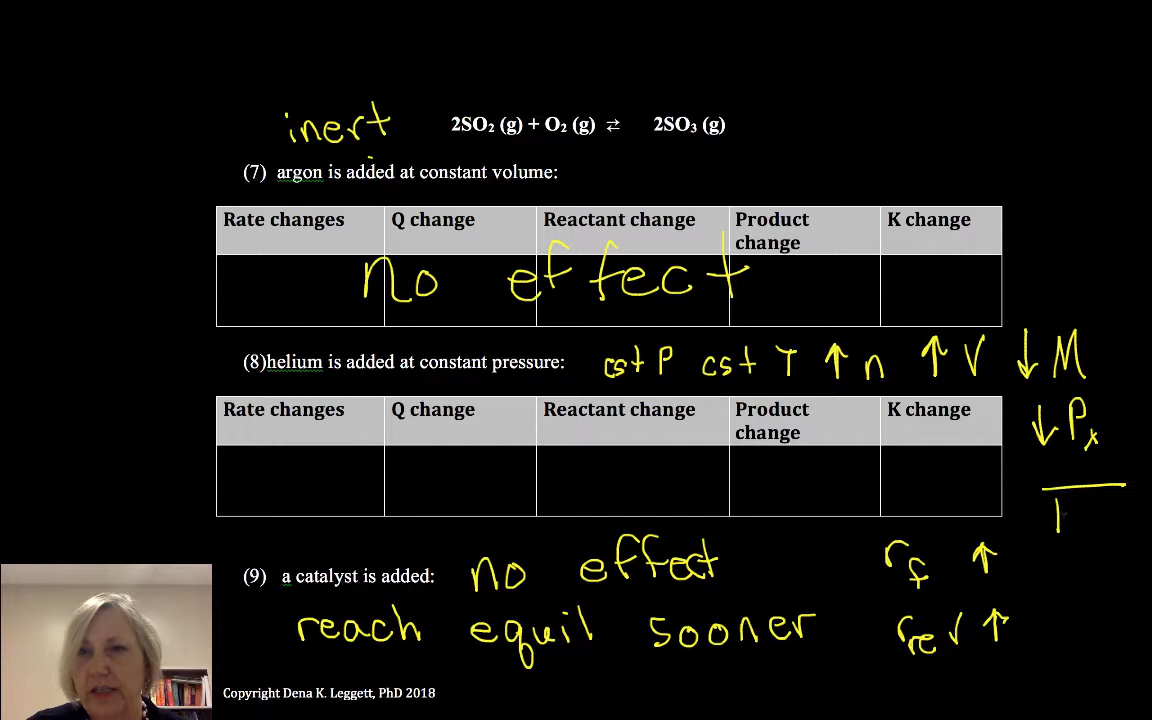 inert 2SO₂ (g) + O₂ (g) ⇄ 2SO₃ (g)
(7) argon is added at constant volume:
Rate changes Q change Reactant change Product change K change
no effect
(8)helium is added at constant pressure: cst P cst T ↑ n ↑ V ↓ M
Rate changes Q change Reactant change Product change K change
↓ Pₓ
(9) a catalyst is added: no effect r_f ↑
reach equil sooner r_rev ↑
Copyright Dena K. Leggett, PhD 2018